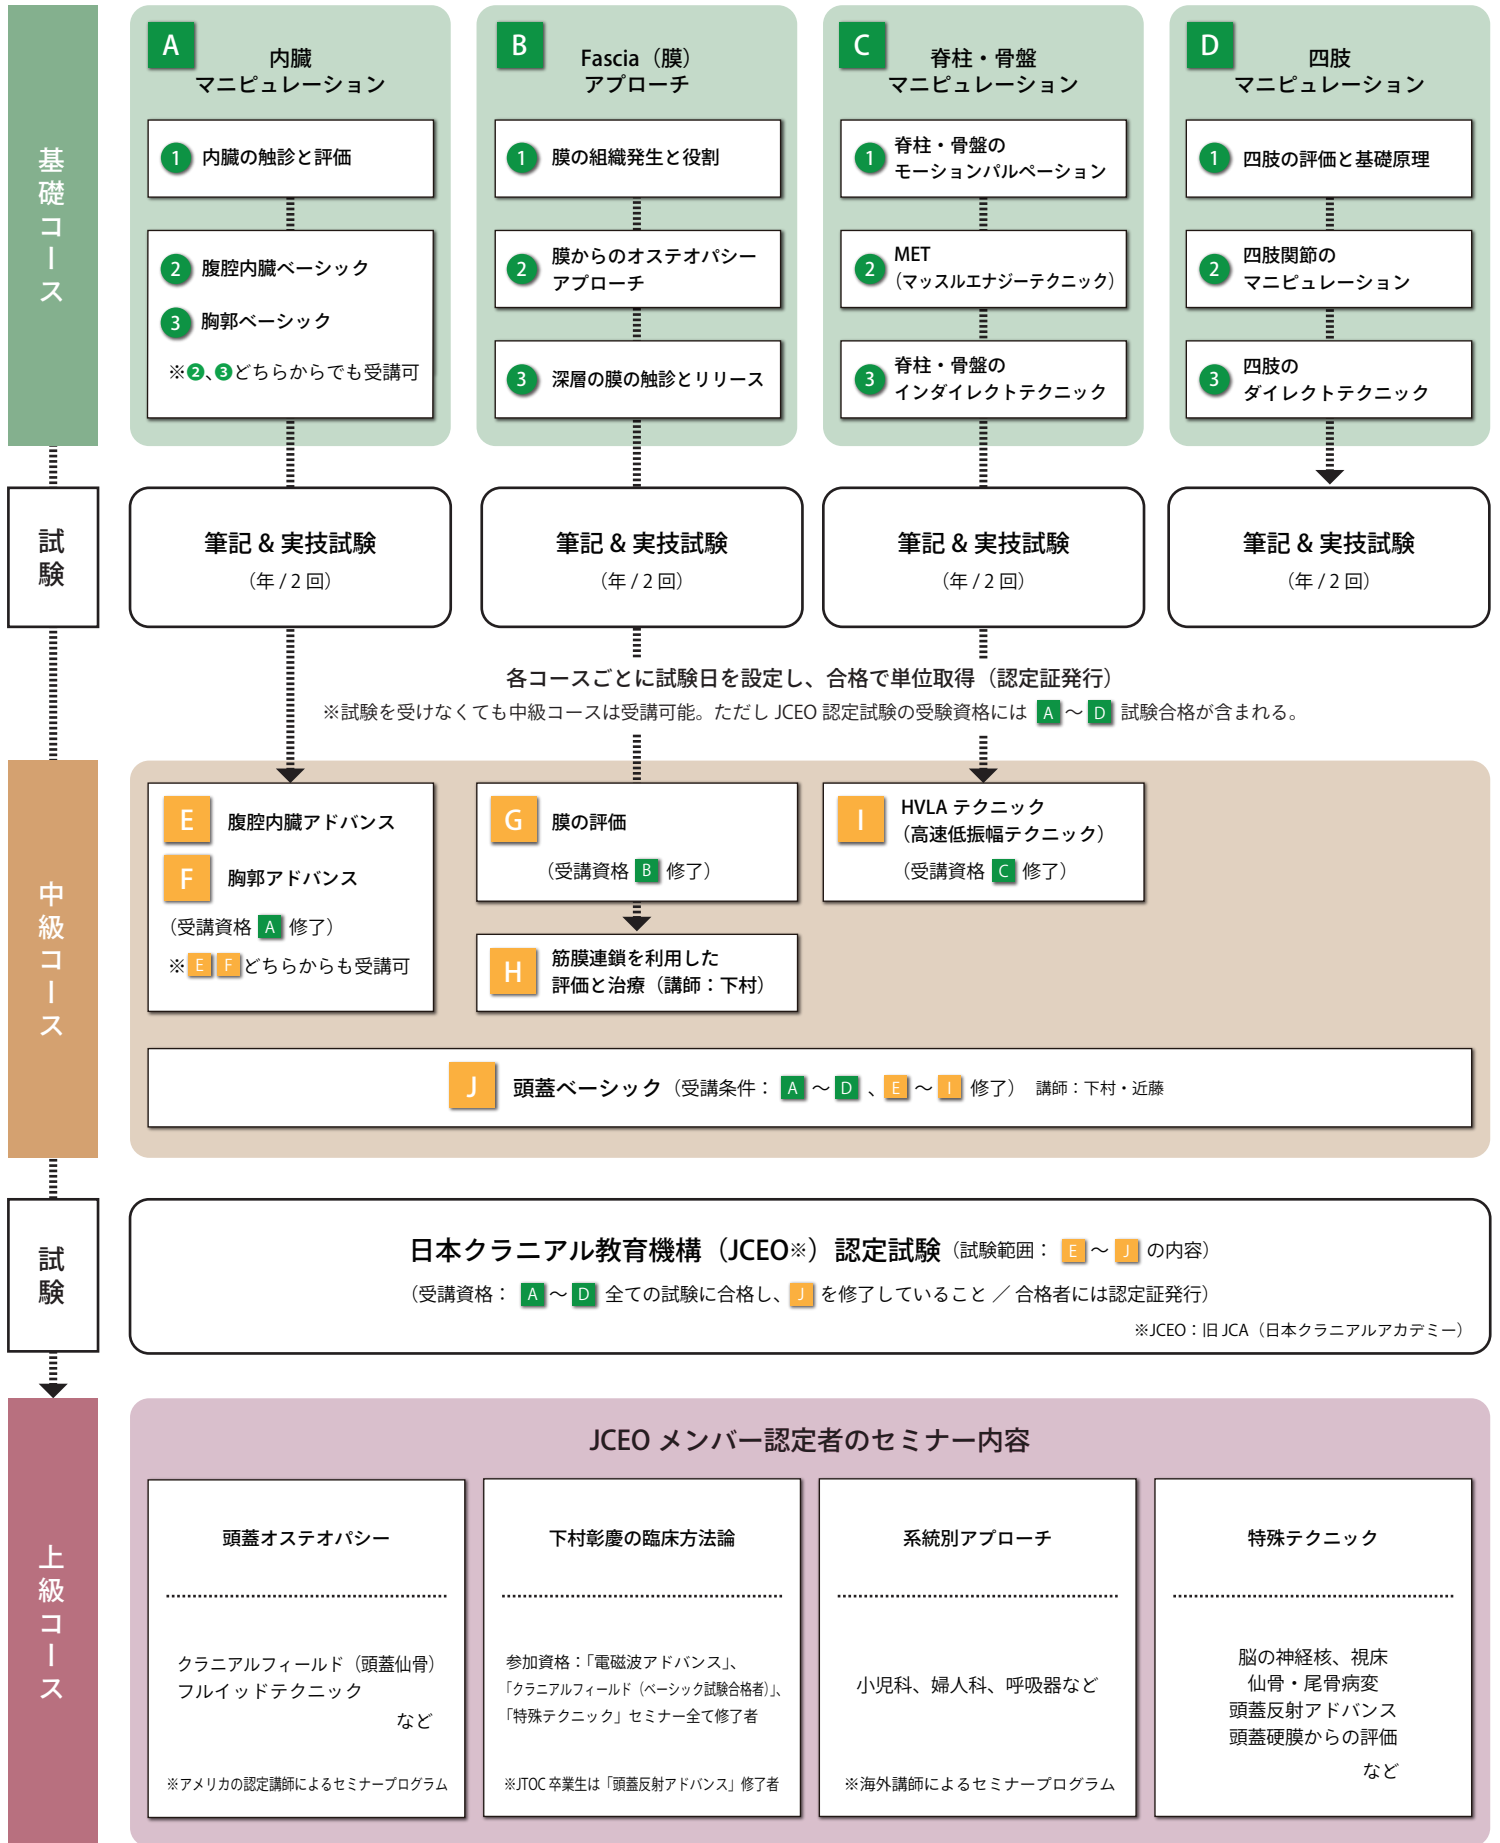 基礎コース
A
内臓
マニピュレーション
1 内臓の触診と評価
2 腹腔内臓ベーシック
3 胸郭ベーシック
※2、3どちらからでも受講可
B
Fascia（膜）
アプローチ
1 膜の組織発生と役割
2 膜からのオステオパシー
アプローチ
3 深層の膜の触診とリリース
C
脊柱・骨盤
マニピュレーション
1 脊柱・骨盤の
モーションパルペーション
2 MET
（マッスルエナジーテクニック）
3 脊柱・骨盤の
インダイレクトテクニック
D
四肢
マニピュレーション
1 四肢の評価と基礎原理
2 四肢関節の
マニピュレーション
3 四肢の
ダイレクトテクニック
試験
筆記 & 実技試験
（年 / 2 回）
筆記 & 実技試験
（年 / 2 回）
筆記 & 実技試験
（年 / 2 回）
筆記 & 実技試験
（年 / 2 回）
各コースごとに試験日を設定し、合格で単位取得（認定証発行）
※試験を受けなくても中級コースは受講可能。ただし JCEO 認定試験の受験資格には A ～ D 試験合格が含まれる。
中級コース
E 腹腔内臓アドバンス
F 胸郭アドバンス
（受講資格 A 修了）
※ E F どちらからも受講可
G 膜の評価
（受講資格 B 修了）
H 筋膜連鎖を利用した
評価と治療（講師：下村）
I HVLA テクニック
（高速低振幅テクニック）
（受講資格 C 修了）
J 頭蓋ベーシック（受講条件： A ～ D 、 E ～ I 修了） 講師：下村・近藤
試験
日本クラニアル教育機構（JCEO※）認定試験（試験範囲： E ～ J の内容）
（受講資格： A ～ D 全ての試験に合格し、 J を修了していること ／ 合格者には認定証発行）
※JCEO：旧 JCA（日本クラニアルアカデミー）
上級コース
JCEO メンバー認定者のセミナー内容
頭蓋オステオパシー
クラニアルフィールド（頭蓋仙骨）
フルイッドテクニック
など
※アメリカの認定講師によるセミナープログラム
下村彰慶の臨床方法論
参加資格：「電磁波アドバンス」、
「クラニアルフィールド（ベーシック試験合格者）」、
「特殊テクニック」セミナー全て修了者
※JTOC 卒業生は「頭蓋反射アドバンス」修了者
系統別アプローチ
小児科、婦人科、呼吸器など
※海外講師によるセミナープログラム
特殊テクニック
脳の神経核、視床
仙骨・尾骨病変
頭蓋反射アドバンス
頭蓋硬膜からの評価
など